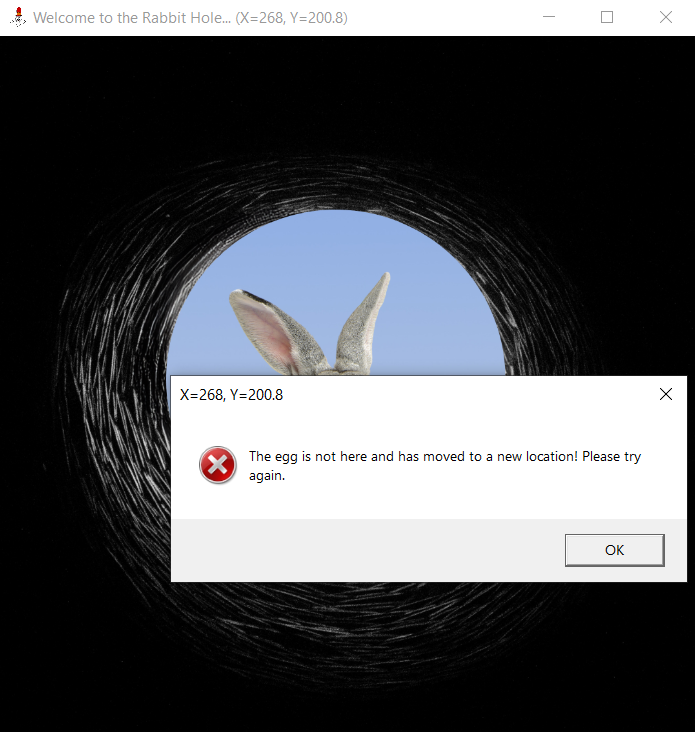 Welcome to the Rabbit Hole... (X=268, Y=200.8)
X=268, Y=200.8
The egg is not here and has moved to a new location! Please try
again.
OK